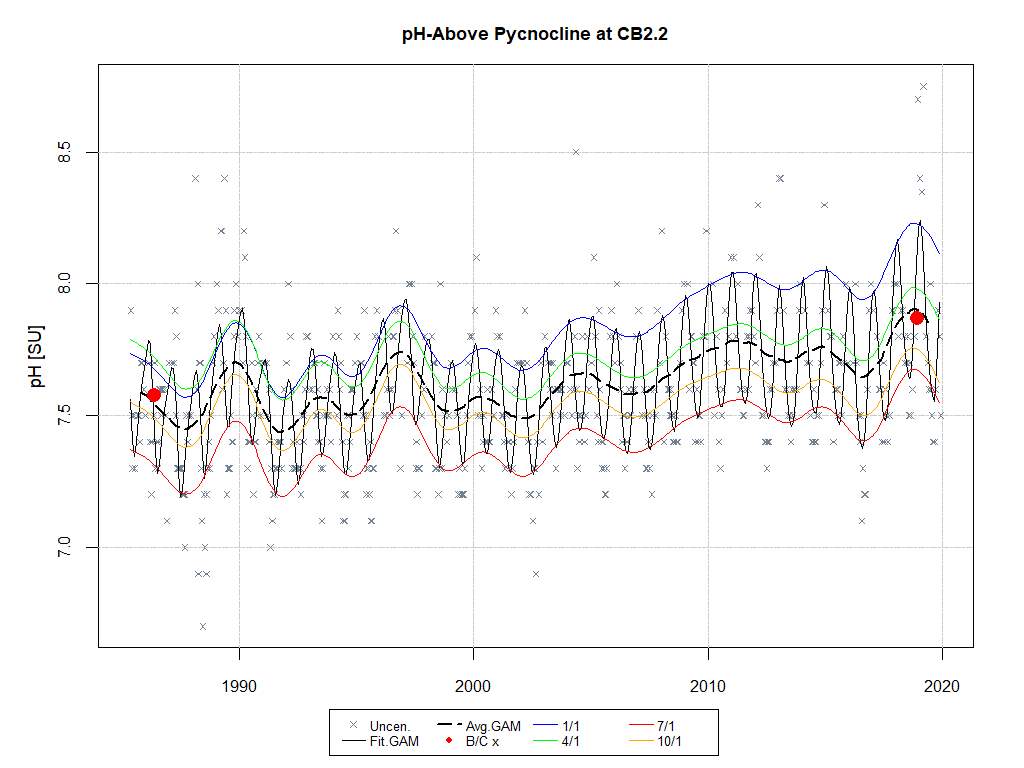 pH-Above Pycnocline at CB2.2
pH [SU]
8.5
8.0
7.5
7.0
1990 2000 2010 2020
Uncen. Avg.GAM 1/1 7/1
Fit.GAM B/C x 4/1 10/1